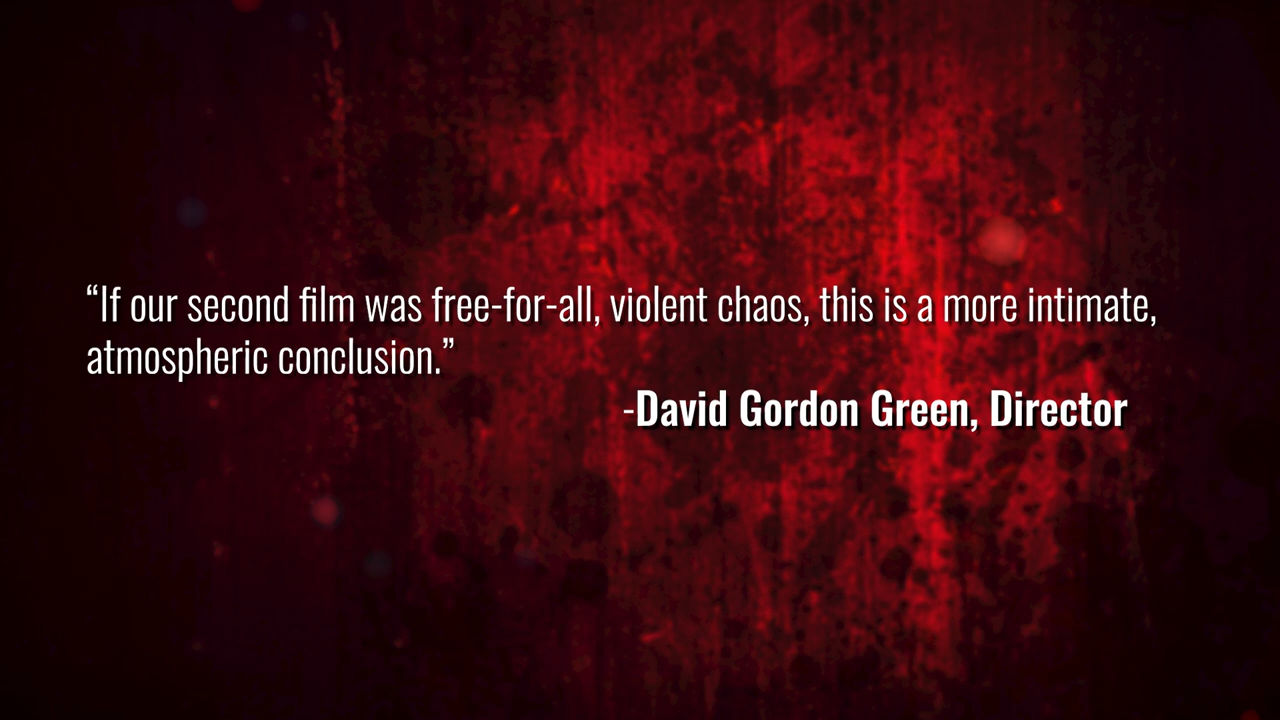 “If our second film was free-for-all, violent chaos, this is a more intimate,
atmospheric conclusion.”
-David Gordon Green, Director